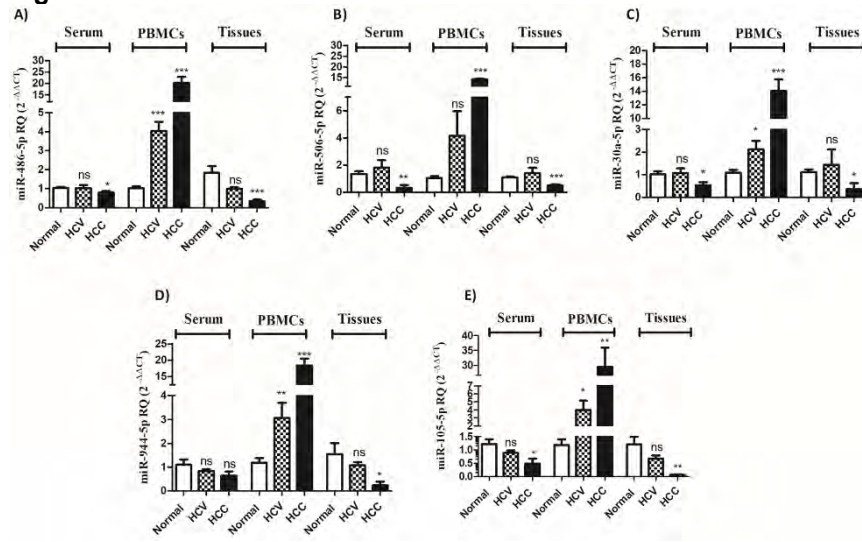 A)
Serum PBMCs Tissues
miR-486-5p RQ (2-ΔΔCT)
30
25
20
15
10
6
4
2
1
0
ns * *** *** ns ***
Normal HCV HCC Normal HCV HCC Normal HCV HCC
B)
Serum PBMCs Tissues
miR-506-5p RQ (2-ΔΔCT)
30
25
20
15
10
6
4
2
0
ns ** ns *** ns ***
Normal HCV HCC Normal HCV HCC Normal HCV HCC
C)
Serum PBMCs Tissues
miR-30a-5p RQ (2-ΔΔCT)
20
18
16
14
12
10
8
6
4
3
2
1
0
ns * * *** ns *
Normal HCV HCC Normal HCV HCC Normal HCV HCC
D)
Serum PBMCs Tissues
miR-944-5p RQ (2-ΔΔCT)
25
20
15
10
5
4
3
2
1
0
ns ns ** *** ns *
Normal HCV HCC Normal HCV HCC Normal HCV HCC
E)
Serum PBMCs Tissues
miR-105-5p RQ (2-ΔΔCT)
40
35
30
25
20
15
10
7
6
5
4
3
2
1.5
1.0
0.5
0.0
ns * * ** ns **
Normal HCV HCC Normal HCV HCC Normal HCV HCC